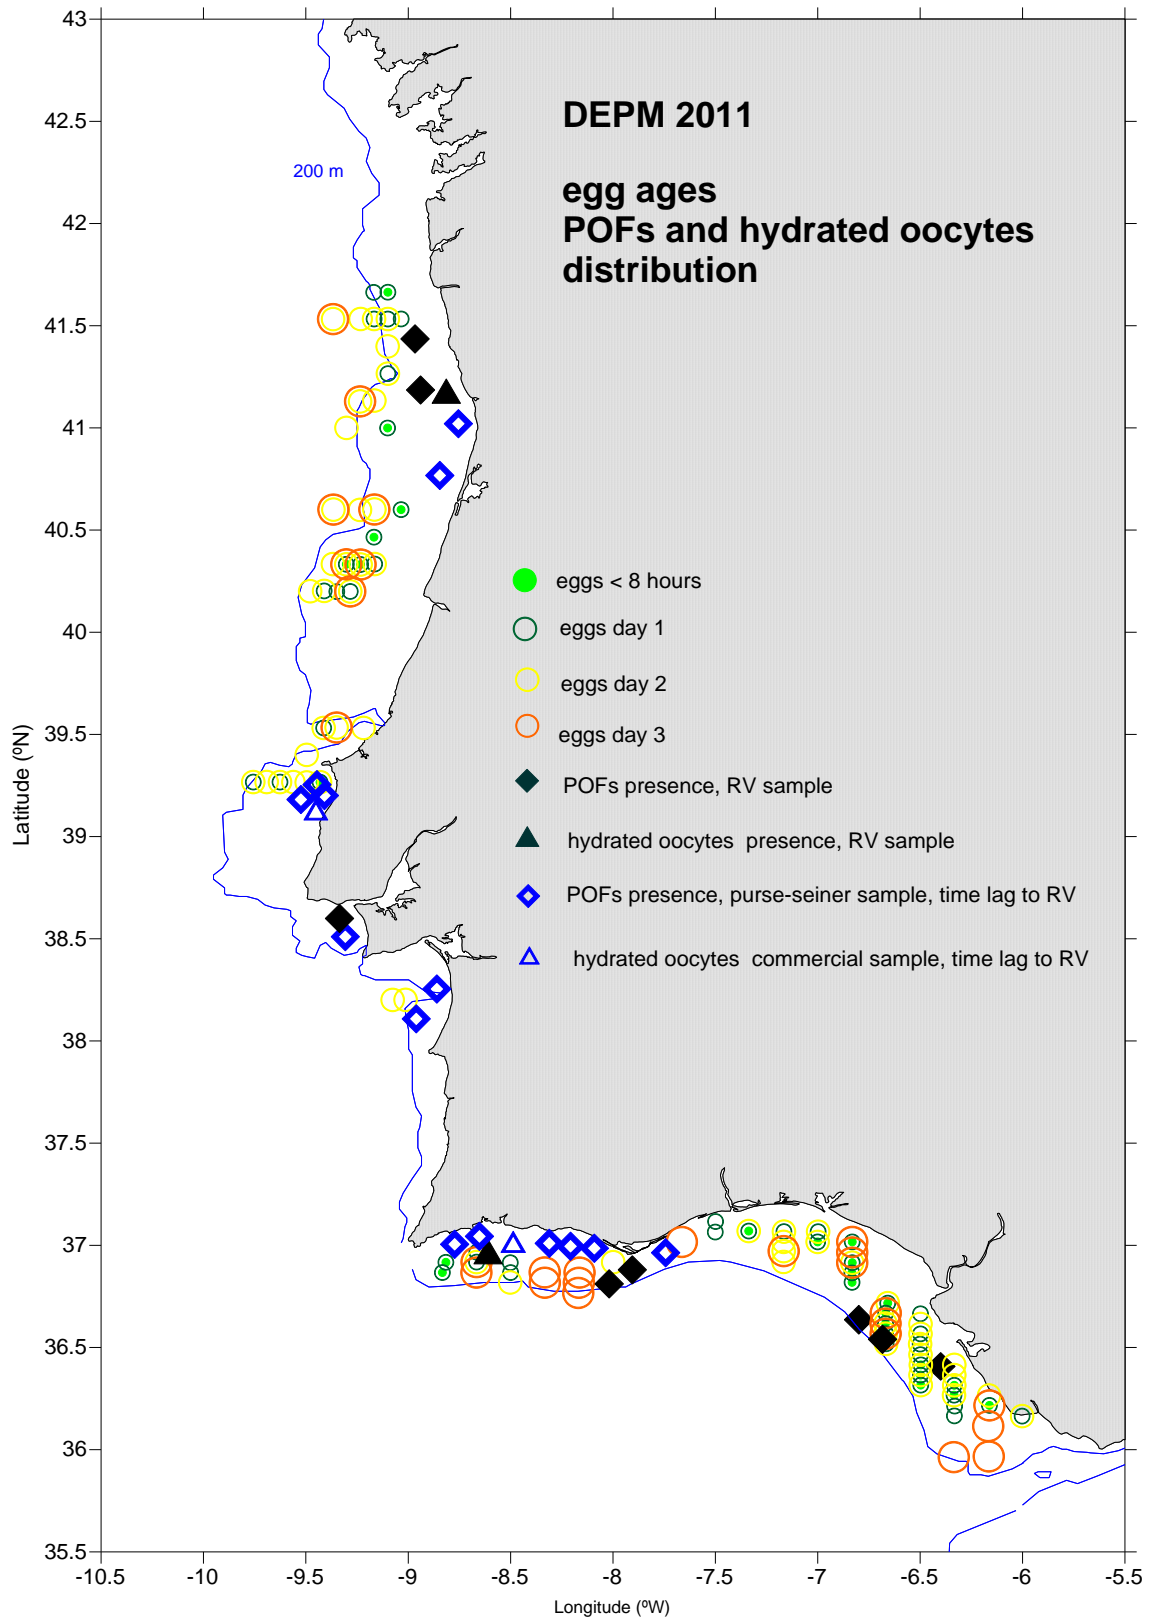 43
42.5
42
41.5
41
40.5
40
39.5
39
38.5
38
37.5
37
36.5
36
35.5
Latitude (ºN)
DEPM 2011
egg ages
POFs and hydrated oocytes
distribution
200 m
eggs < 8 hours
eggs day 1
eggs day 2
eggs day 3
POFs presence, RV sample
hydrated oocytes presence, RV sample
POFs presence, purse-seiner sample, time lag to RV
hydrated oocytes commercial sample, time lag to RV
-10.5 -10 -9.5 -9 -8.5 -8 -7.5 -7 -6.5 -6 -5.5
Longitude (ºW)